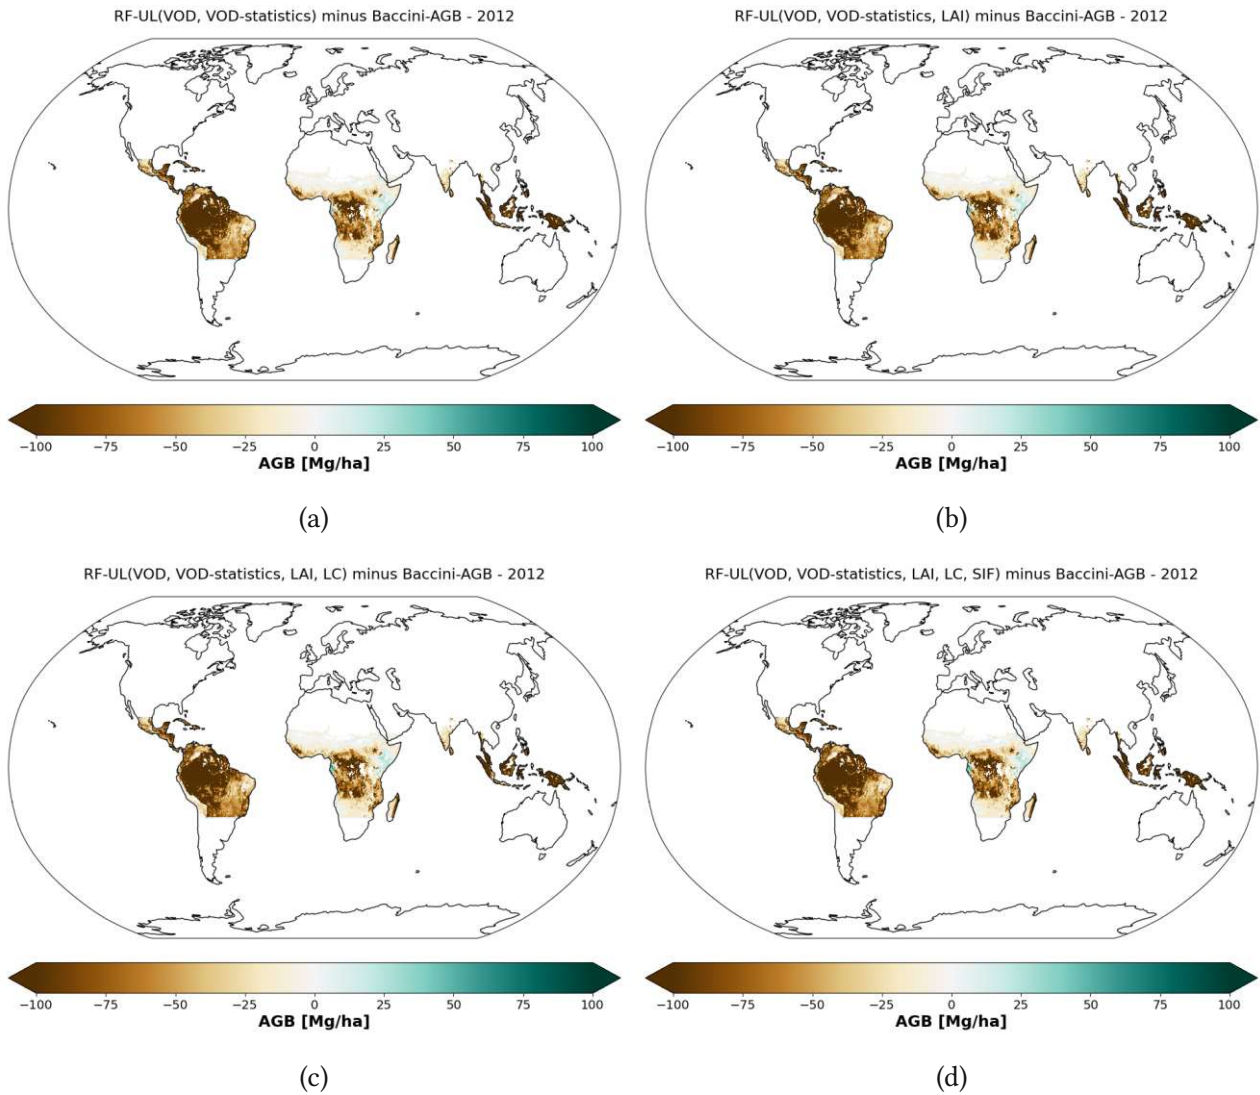 RF-UL(VOD, VOD-statistics) minus Baccini-AGB - 2012
RF-UL(VOD, VOD-statistics, LAI) minus Baccini-AGB - 2012
−100 −75 −50 −25 0 25 50 75 100
AGB [Mg/ha]
−100 −75 −50 −25 0 25 50 75 100
AGB [Mg/ha]
(a)
(b)
RF-UL(VOD, VOD-statistics, LAI, LC) minus Baccini-AGB - 2012
RF-UL(VOD, VOD-statistics, LAI, LC, SIF) minus Baccini-AGB - 2012
−100 −75 −50 −25 0 25 50 75 100
AGB [Mg/ha]
−100 −75 −50 −25 0 25 50 75 100
AGB [Mg/ha]
(c)
(d)